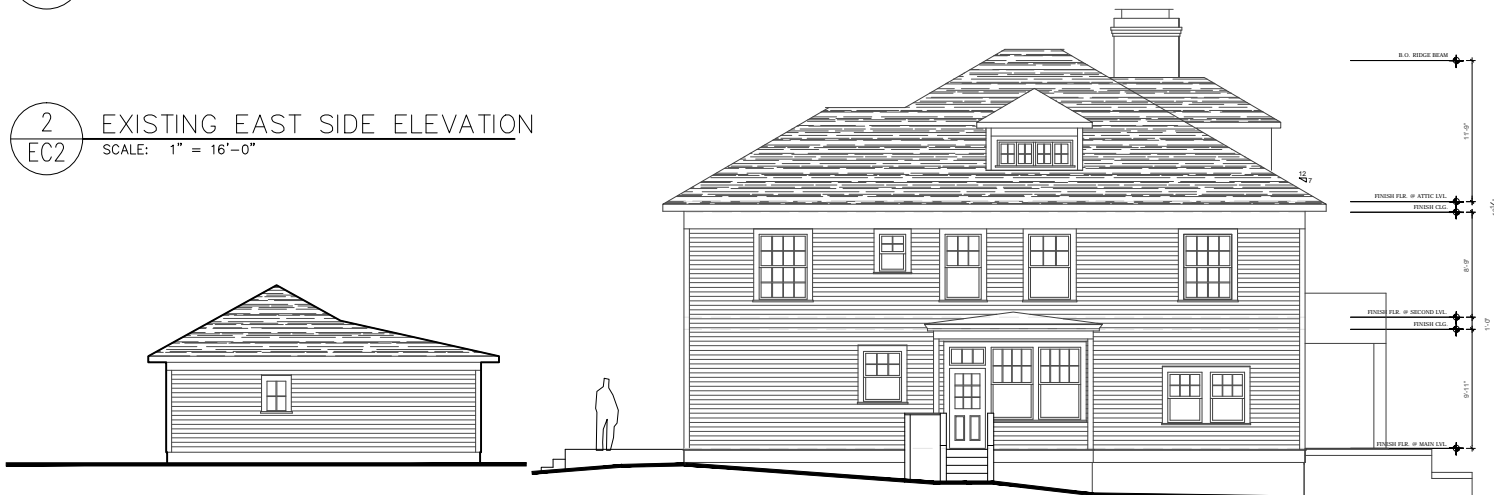 2
EC2
EXISTING EAST SIDE ELEVATION
SCALE: 1" = 16'-0"
B.O. RIDGE BEAM
11'-9"
12
7
FINISH FLR. @ ATTIC LVL.
FINISH CLG.
8'-9"
FINISH FLR. @ SECOND LVL.
FINISH CLG.
1'-0"
9'-11"
FINISH FLR. @ MAIN LVL.